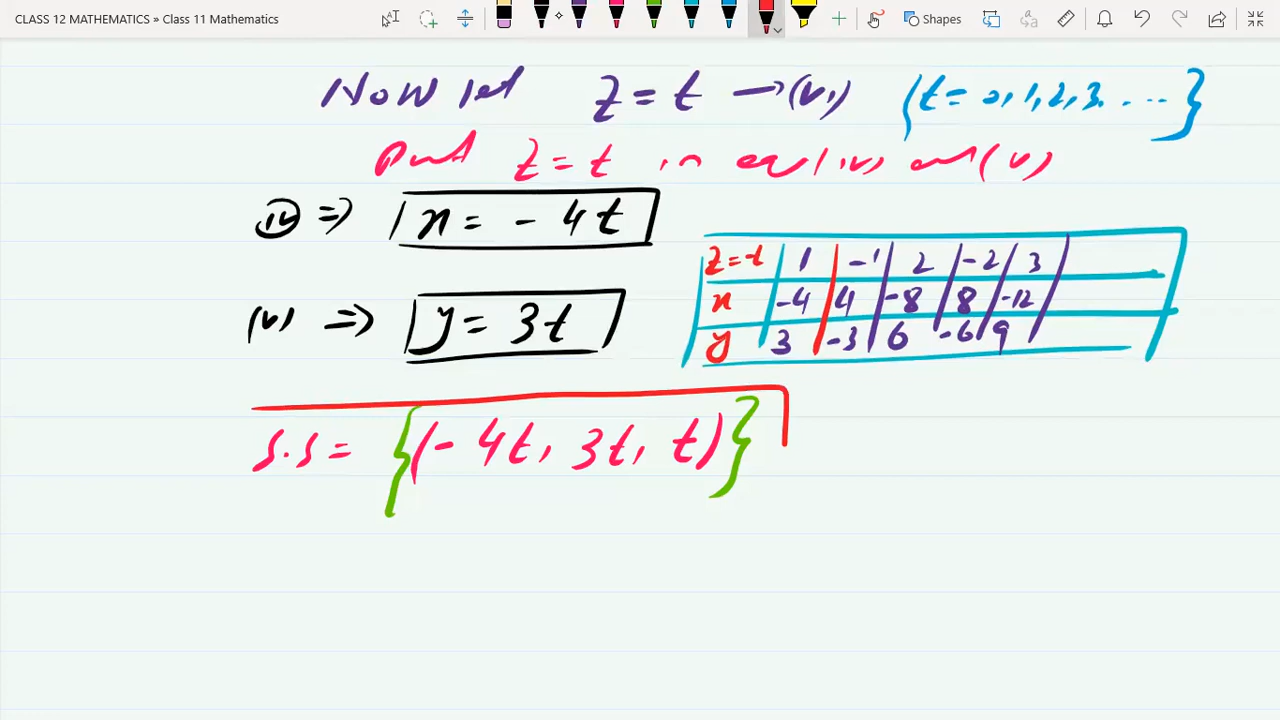 CLASS 12 MATHEMATICS » Class 11 Mathematics
Shapes
Now let z = t → (vi) {t = 0, 1, 2, 3. ...}
Put z = t in eq (iv) and (v)
(iv) ⇒ x = - 4t
(v) ⇒ y = 3t
z = t 1 -1 2 -2 3
x -4 4 -8 8 -12
y 3 -3 6 -6 9
S.S = {(- 4t, 3t, t)}